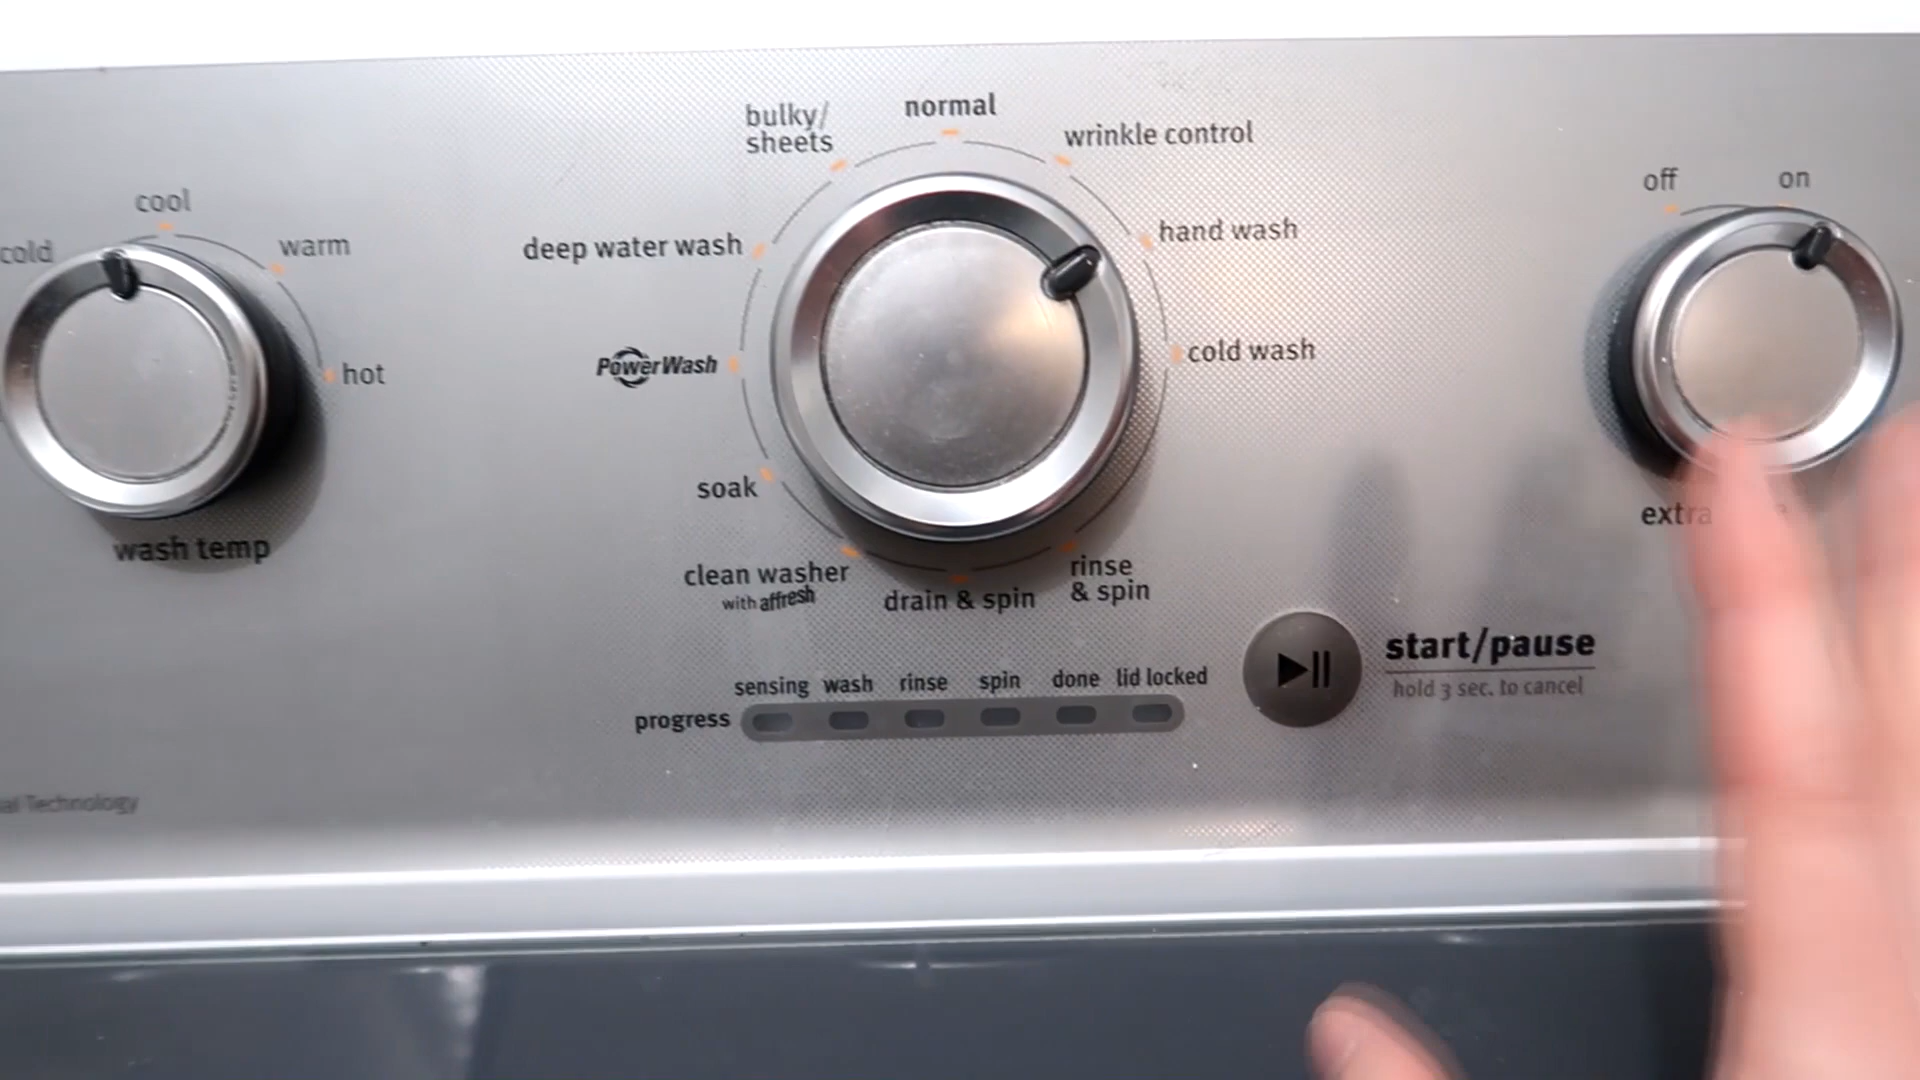 cold
cool
warm
hot
wash temp
bulky/
sheets
normal
wrinkle control
deep water wash
hand wash
PowerWash
cold wash
soak
clean washer
with affresh
drain & spin
rinse
& spin
off
on
extra
start/pause
hold 3 sec. to cancel
sensing wash rinse spin done lid locked
progress
Technology